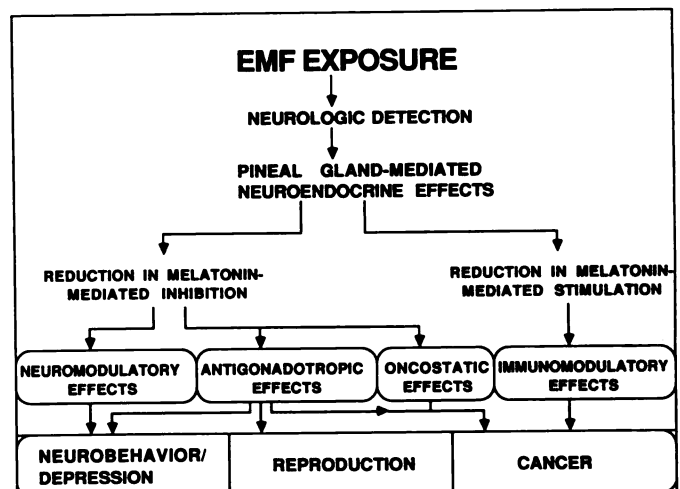 EMF EXPOSURE
NEUROLOGIC DETECTION
PINEAL GLAND-MEDIATED
NEUROENDOCRINE EFFECTS
REDUCTION IN MELATONIN-
MEDIATED INHIBITION
REDUCTION IN MELATONIN-
MEDIATED STIMULATION
NEUROMODULATORY
EFFECTS
ANTIGONADOTROPIC
EFFECTS
ONCOSTATIC
EFFECTS
IMMUNOMODULATORY
EFFECTS
NEUROBEHAVIOR/
DEPRESSION
REPRODUCTION
CANCER